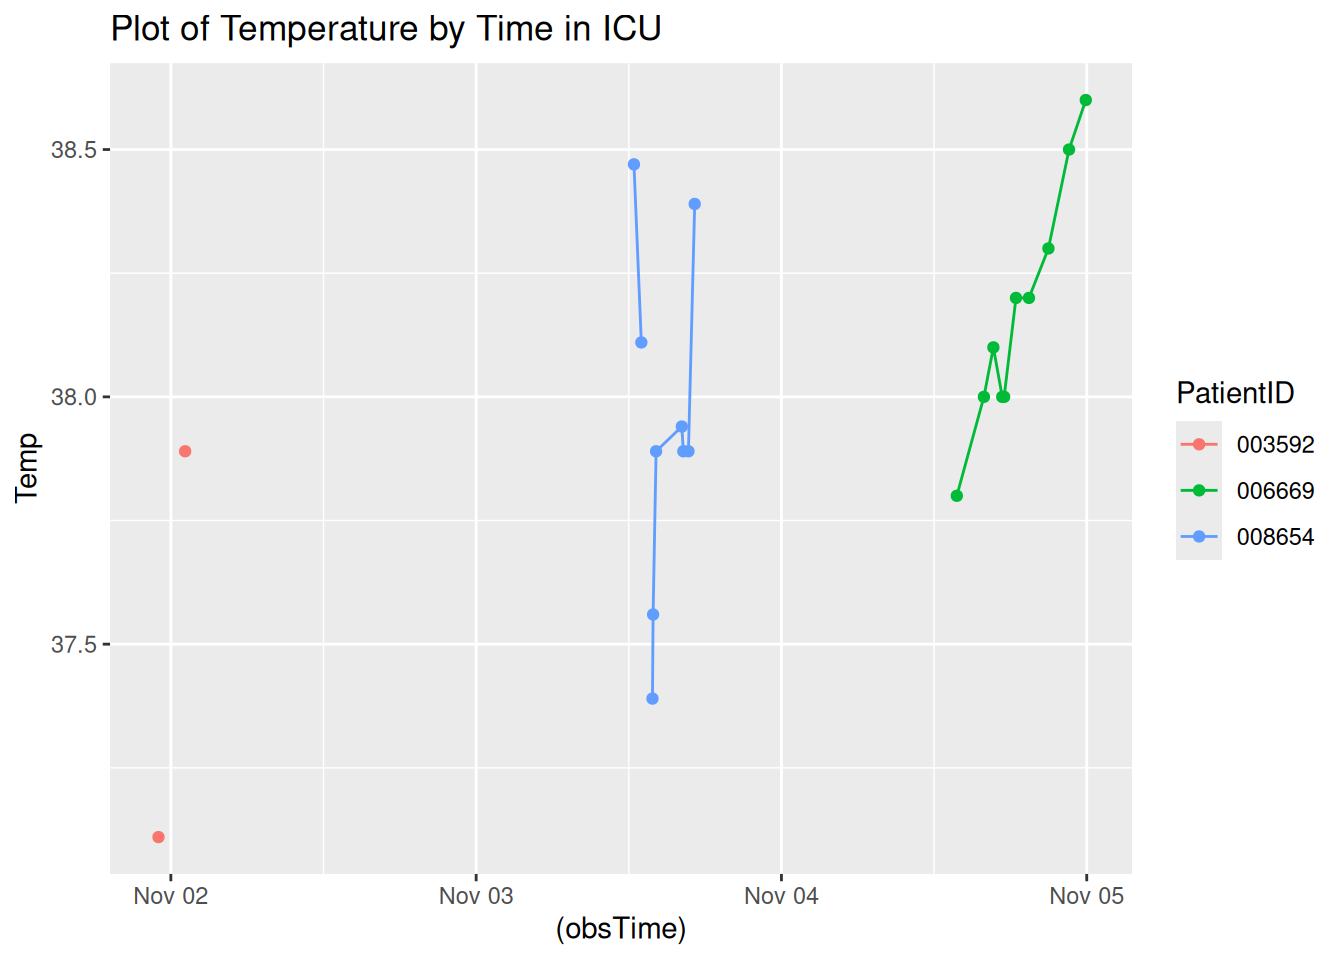 Plot of Temperature by Time in ICU
38.5
38.0
37.5
Temp
Nov 02 Nov 03 Nov 04 Nov 05
(obsTime)
PatientID
003592
006669
008654